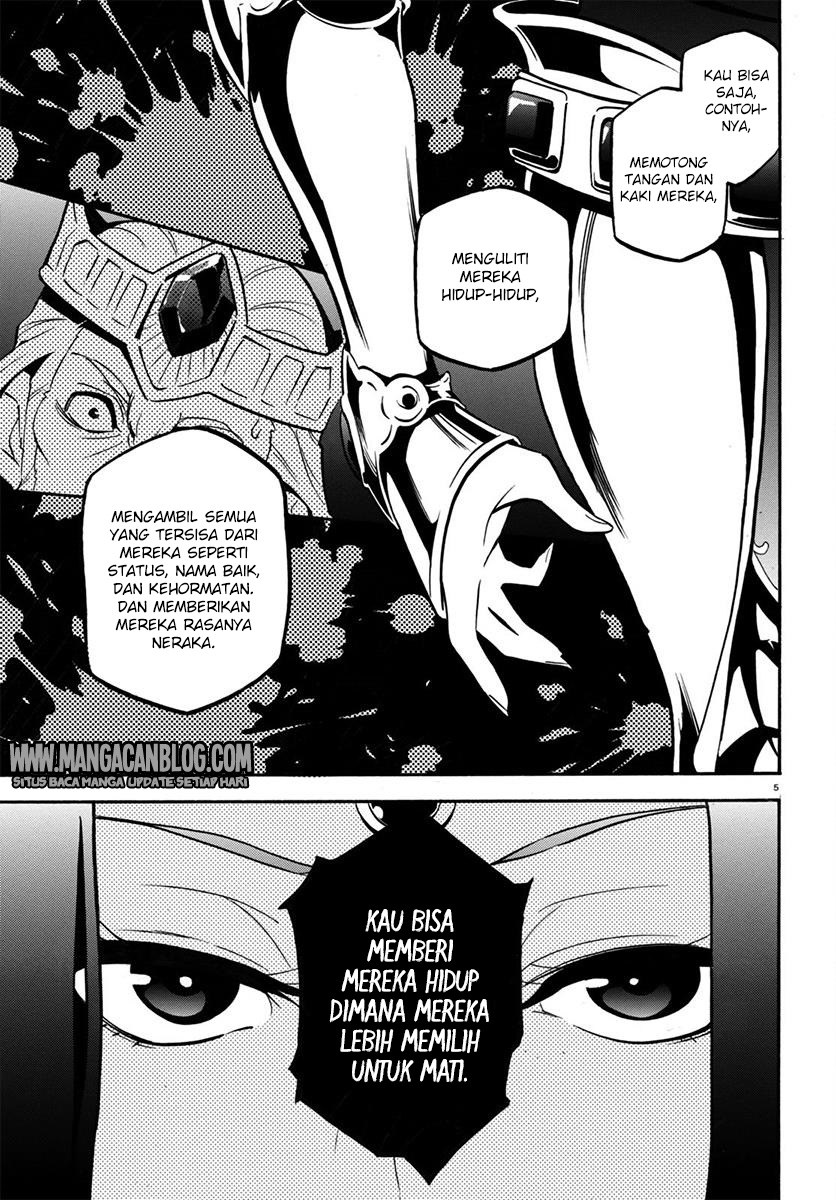 KAU BISA
SAJA,
CONTOH-
NYA,
MEMOTONG
TANGAN DAN
KAKI MEREKA,
MENGULITI
MEREKA
HIDUP-HIDUP,
MENGAMBIL SEMUA
YANG TERSISA DARI
MEREKA SEPERTI
STATUS, NAMA BAIK,
DAN KEHORMATAN.
DAN MEMBERIKAN
MEREKA RASANYA
NERAKA.
WWW.MANGACANBLOG.COM
SITUS BACA MANGA UPDATE SETIAP HARI
5
KAU BISA
MEMBERI
MEREKA HIDUP
DIMANA MEREKA
LEBIH MEMILIH
UNTUK MATI.